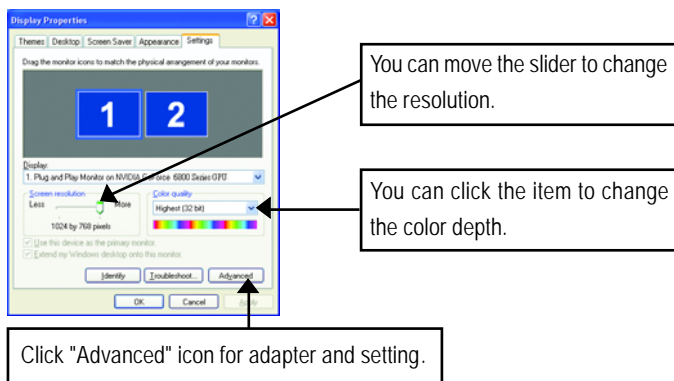 Display Properties
Themes Desktop Screen Saver Appearance Settings
Drag the monitor icons to match the physical arrangement of your monitors.
1 2
Display:
1. Plug and Play Monitor on NVIDIA GeForce 6800 Series GPU
Screen resolution
Less More
1024 by 768 pixels
Color quality
Highest (32 bit)
Use this device as the primary monitor.
Extend my Windows desktop onto this monitor.
Identify Troubleshoot... Advanced
OK Cancel Apply
You can move the slider to change
the resolution.
You can click the item to change
the color depth.
Click "Advanced" icon for adapter and setting.